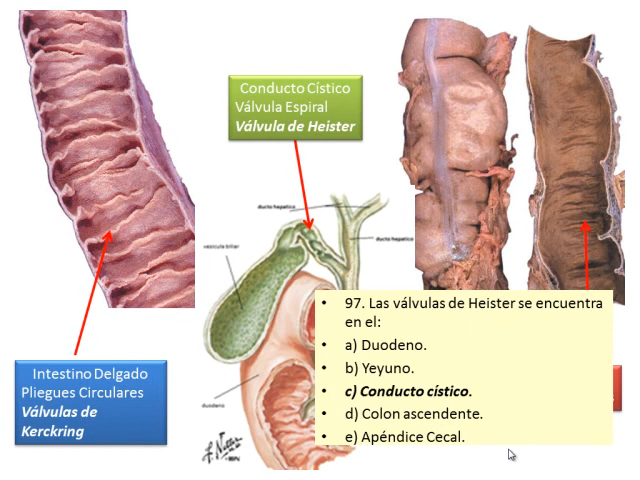 Conducto Cístico
Válvula Espiral
Válvula de Heister
ducto hepatico
ducto hepatico
vesicula biliar
duodeno
F. Netter
Intestino Delgado
Pliegues Circulares
Válvulas de
Kerckring
• 97. Las válvulas de Heister se encuentra
en el:
• a) Duodeno.
• b) Yeyuno.
• c) Conducto cístico.
• d) Colon ascendente.
• e) Apéndice Cecal.